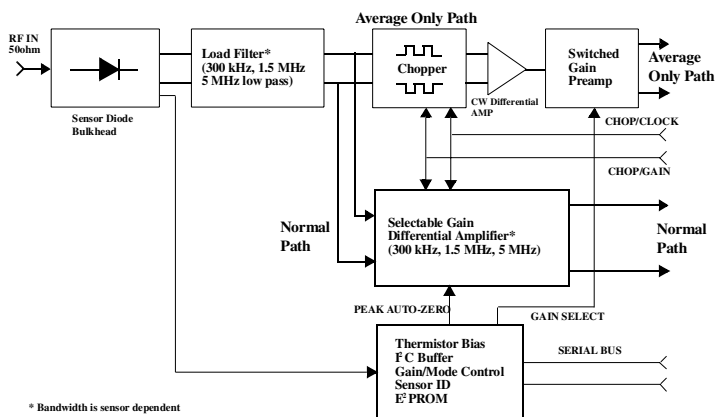 Average Only Path
RF IN
50ohm
Load Filter*
(300 kHz, 1.5 MHz
5 MHz low pass)
Chopper
Switched
Gain
Preamp
Average
Only Path
CW Differential
AMP
Sensor Diode
Bulkhead
CHOP/CLOCK
CHOP/GAIN
Normal
Path
Selectable Gain
Differential Amplifier*
(300 kHz, 1.5 MHz, 5 MHz)
Normal
Path
PEAK AUTO-ZERO
GAIN SELECT
Thermistor Bias
I²C Buffer
Gain/Mode Control
Sensor ID
E²PROM
SERIAL BUS
* Bandwidth is sensor dependent